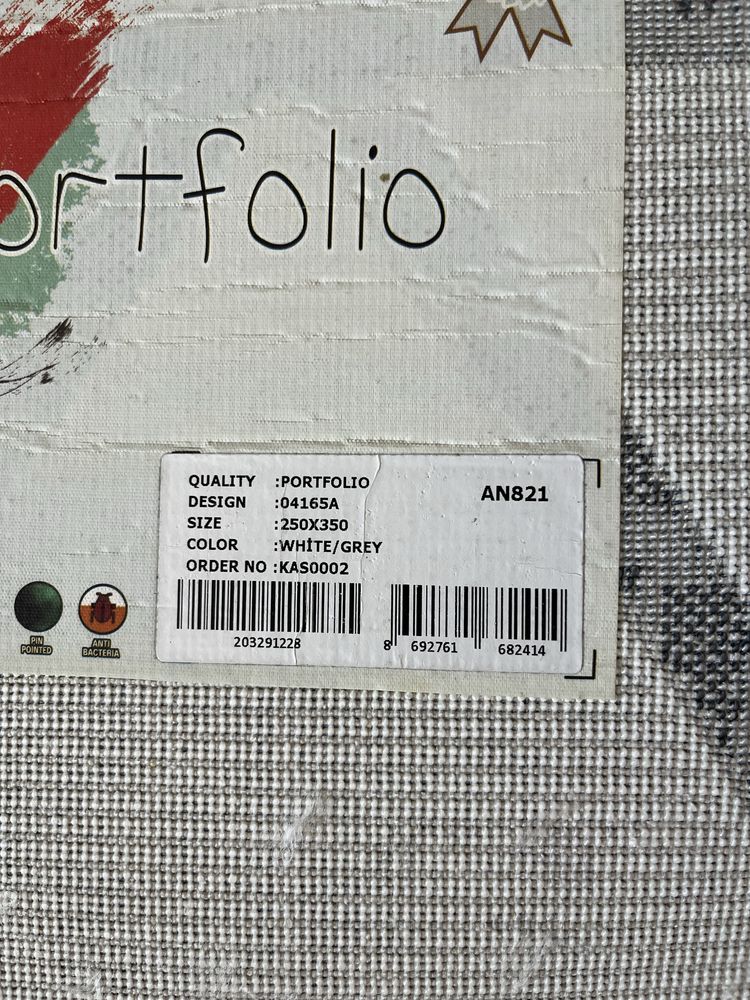 ortfolio
QUALITY :PORTFOLIO
AN821
DESIGN :04165A
SIZE :250X350
COLOR :WHİTE/GREY
ORDER NO :KAS0002
203291228
8 692761 682414
PIN POINTED
ANTI BACTERIA